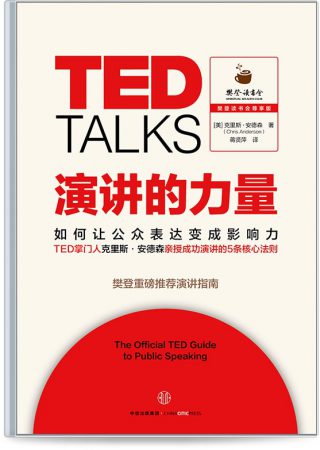 TED
TALKS
樊登读书会
樊登读书会尊享版
[美] 克里斯·安德森 著
(Chris Anderson)
蒋贤萍 译
演讲的力量
如何让公众表达变成影响力
TED掌门人克里斯·安德森亲授成功演讲的5条核心法则
樊登重磅推荐演讲指南
The Official TED Guide
to Public Speaking
中信出版集团·CHINACITICPRESS